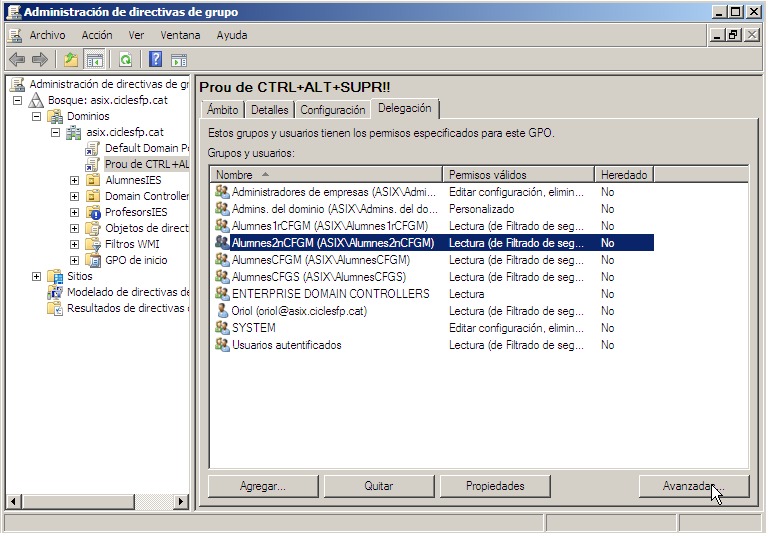 Administración de directivas de grupo
Archivo Acción Ver Ventana Ayuda
Administración de directivas de gr
Bosque: asix.ciclesfp.cat
Dominios
asix.ciclesfp.cat
Default Domain Po
Prou de CTRL+AL
AlumnesIES
Domain Controller
ProfesorsIES
Objetos de direct
Filtros WMI
GPO de inicio
Sitios
Modelado de directivas de
Resultados de directivas
Prou de CTRL+ALT+SUPR!!
Ámbito Detalles Configuración Delegación
Estos grupos y usuarios tienen los permisos especificados para este GPO.
Grupos y usuarios:
Nombre Permisos válidos Heredado
Administradores de empresas (ASIX\Admi... Editar configuración, elimin... No
Admins. del dominio (ASIX\Admins. del do... Personalizado No
Alumnes1rCFGM (ASIX\Alumnes1rCFGM) Lectura (de Filtrado de seg... No
Alumnes2nCFGM (ASIX\Alumnes2nCFGM) Lectura (de Filtrado de seg... No
AlumnesCFGM (ASIX\AlumnesCFGM) Lectura (de Filtrado de seg... No
AlumnesCFGS (ASIX\AlumnesCFGS) Lectura (de Filtrado de seg... No
ENTERPRISE DOMAIN CONTROLLERS Lectura No
Oriol (oriol@asix.ciclesfp.cat) Lectura (de Filtrado de seg... No
SYSTEM Editar configuración, elimin... No
Usuarios autentificados Lectura (de Filtrado de seg... No
Agregar... Quitar Propiedades Avanzadas...